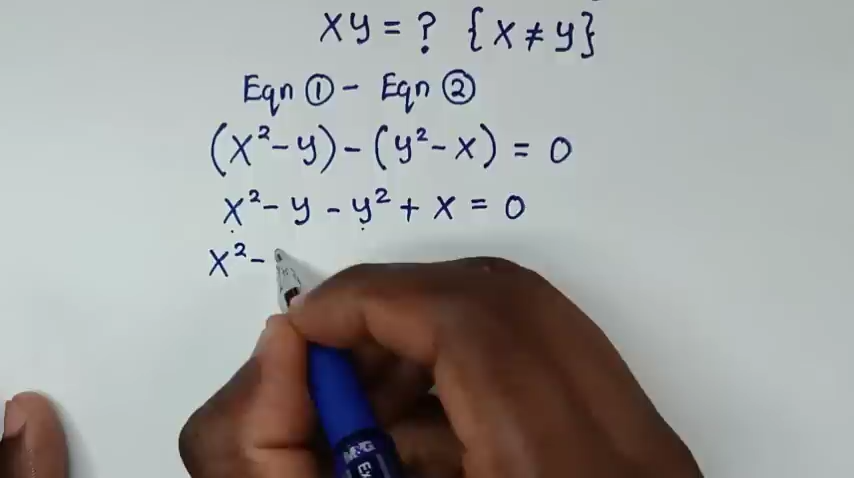 xy = ? {x ≠ y}
Eqn ① - Eqn ②
(x² - y) - (y² - x) = 0
x² - y - y² + x = 0
x² -